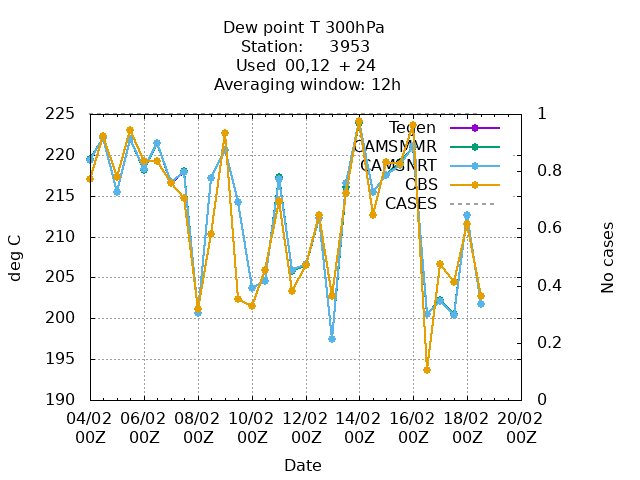 Dew point T 300hPa
Station: 3953
Used 00,12 + 24
Averaging window: 12h
225
220
215
210
205
200
195
190
deg C
1
0.8
0.6
0.4
0.2
0
No cases
Tegen
CAMSMMR
CAMSNRT
OBS
CASES
04/02 06/02 08/02 10/02 12/02 14/02 16/02 18/02 20/02
00Z 00Z 00Z 00Z 00Z 00Z 00Z 00Z 00Z
Date